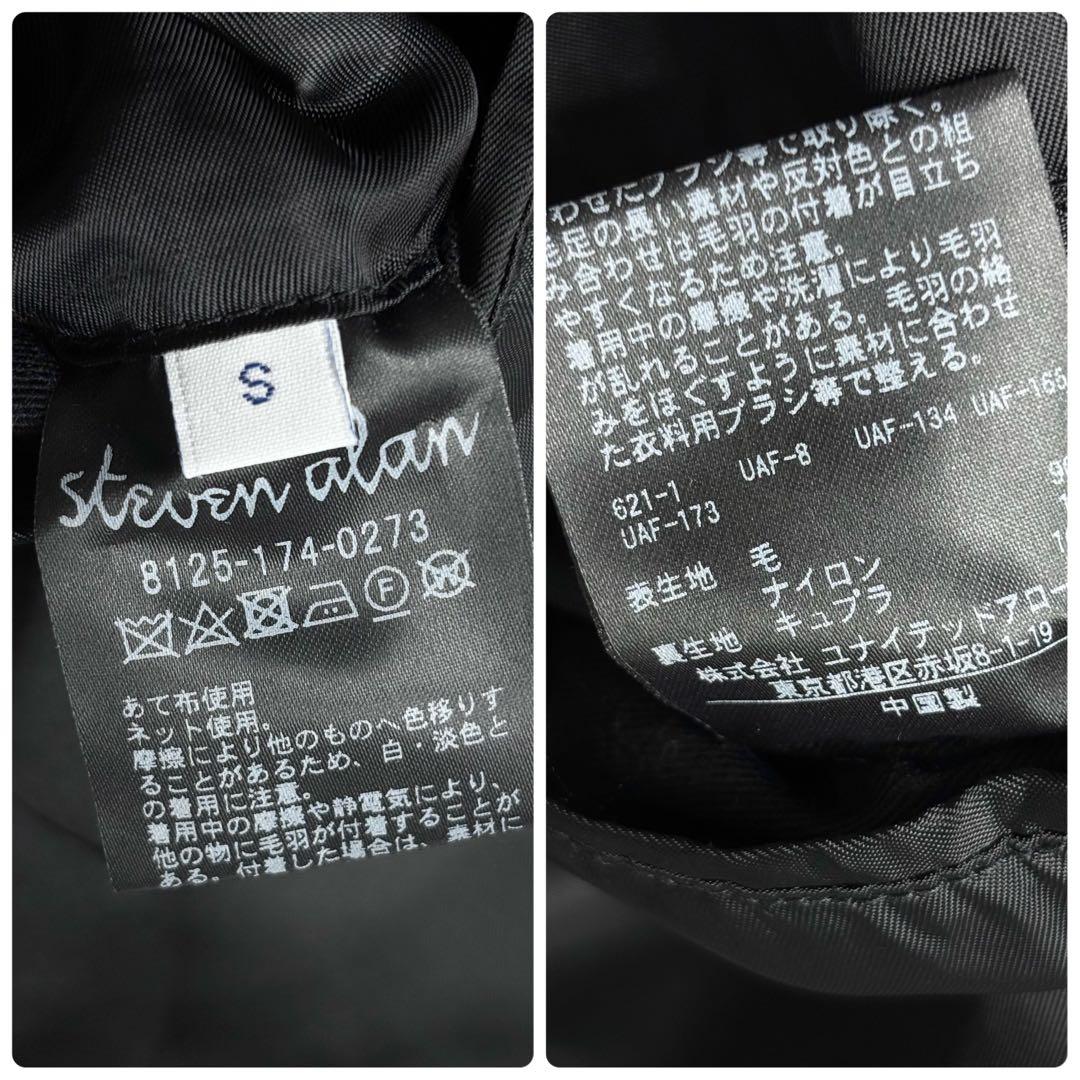 S
steven alan
8125-174-0273
F
W
あて布使用
ネット使用。
摩擦により他のものへ色移りす
ることがあるため、白・淡色と
の着用に注意。
着用中の摩擦や静電気により、
他の物に毛羽が付着することが
ある。付着した場合は、素材に
わせたブラシ等で取り除く。
毛足の長い素材や反対色との組
み合わせは毛羽の付着が目立ち
やすくなるため注意。
着用中の摩擦や洗濯により毛羽
が乱れることがある。毛羽の絡
みをほぐすように素材に合わせ
た衣料用ブラシ等で整える。
UAF-8 UAF-134 UAF-165
621-1
UAF-173
表生地 毛
ナイロン
裏生地 キュプラ
株式会社 ユナイテッドアロー
東京都港区赤坂8-1-19
中国製